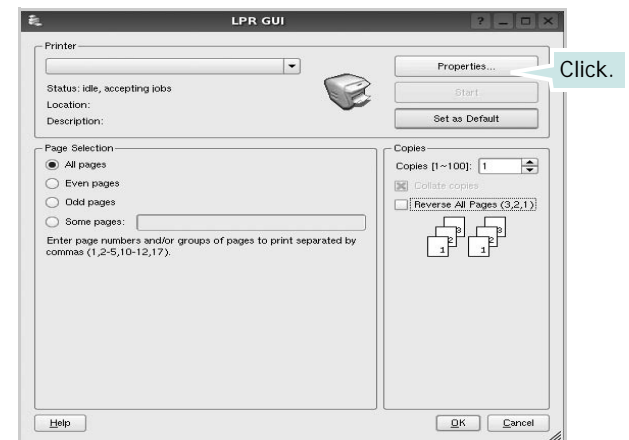 LPR GUI
Printer
Properties...
Click.
Status: idle, accepting jobs
Start
Location:
Description:
Set as Default
Page Selection
All pages
Even pages
Odd pages
Some pages:
Enter page numbers and/or groups of pages to print separated by
commas (1,2-5,10-12,17).
Copies
Copies [1~100]: 1
Collate copies
Reverse All Pages (3,2,1)
3 3
2 2
1 1
Help
OK
Cancel